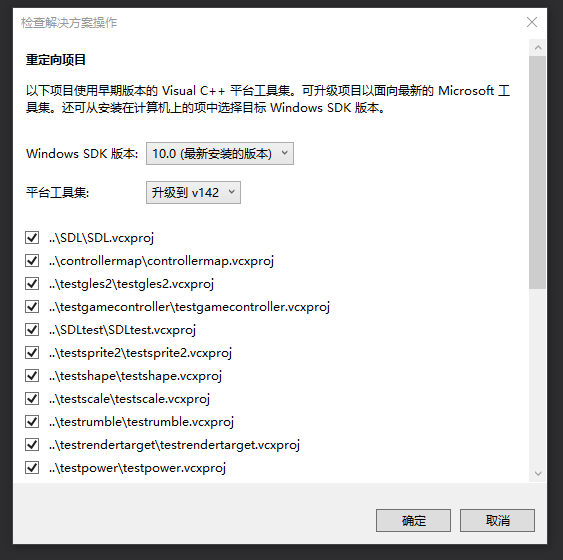 检查解决方案操作
重定向项目
以下项目使用早期版本的 Visual C++ 平台工具集。可升级项目以面向最新的 Microsoft 工
具集。还可从安装在计算机上的项中选择目标 Windows SDK 版本。
Windows SDK 版本: 10.0 (最新安装的版本)
平台工具集: 升级到 v142
..\SDL\SDL.vcxproj
..\controllermap\controllermap.vcxproj
..\testgles2\testgles2.vcxproj
..\testgamecontroller\testgamecontroller.vcxproj
..\SDLtest\SDLtest.vcxproj
..\testsprite2\testsprite2.vcxproj
..\testshape\testshape.vcxproj
..\testscale\testscale.vcxproj
..\testrumble\testrumble.vcxproj
..\testrendertarget\testrendertarget.vcxproj
..\testpower\testpower.vcxproj
确定 取消